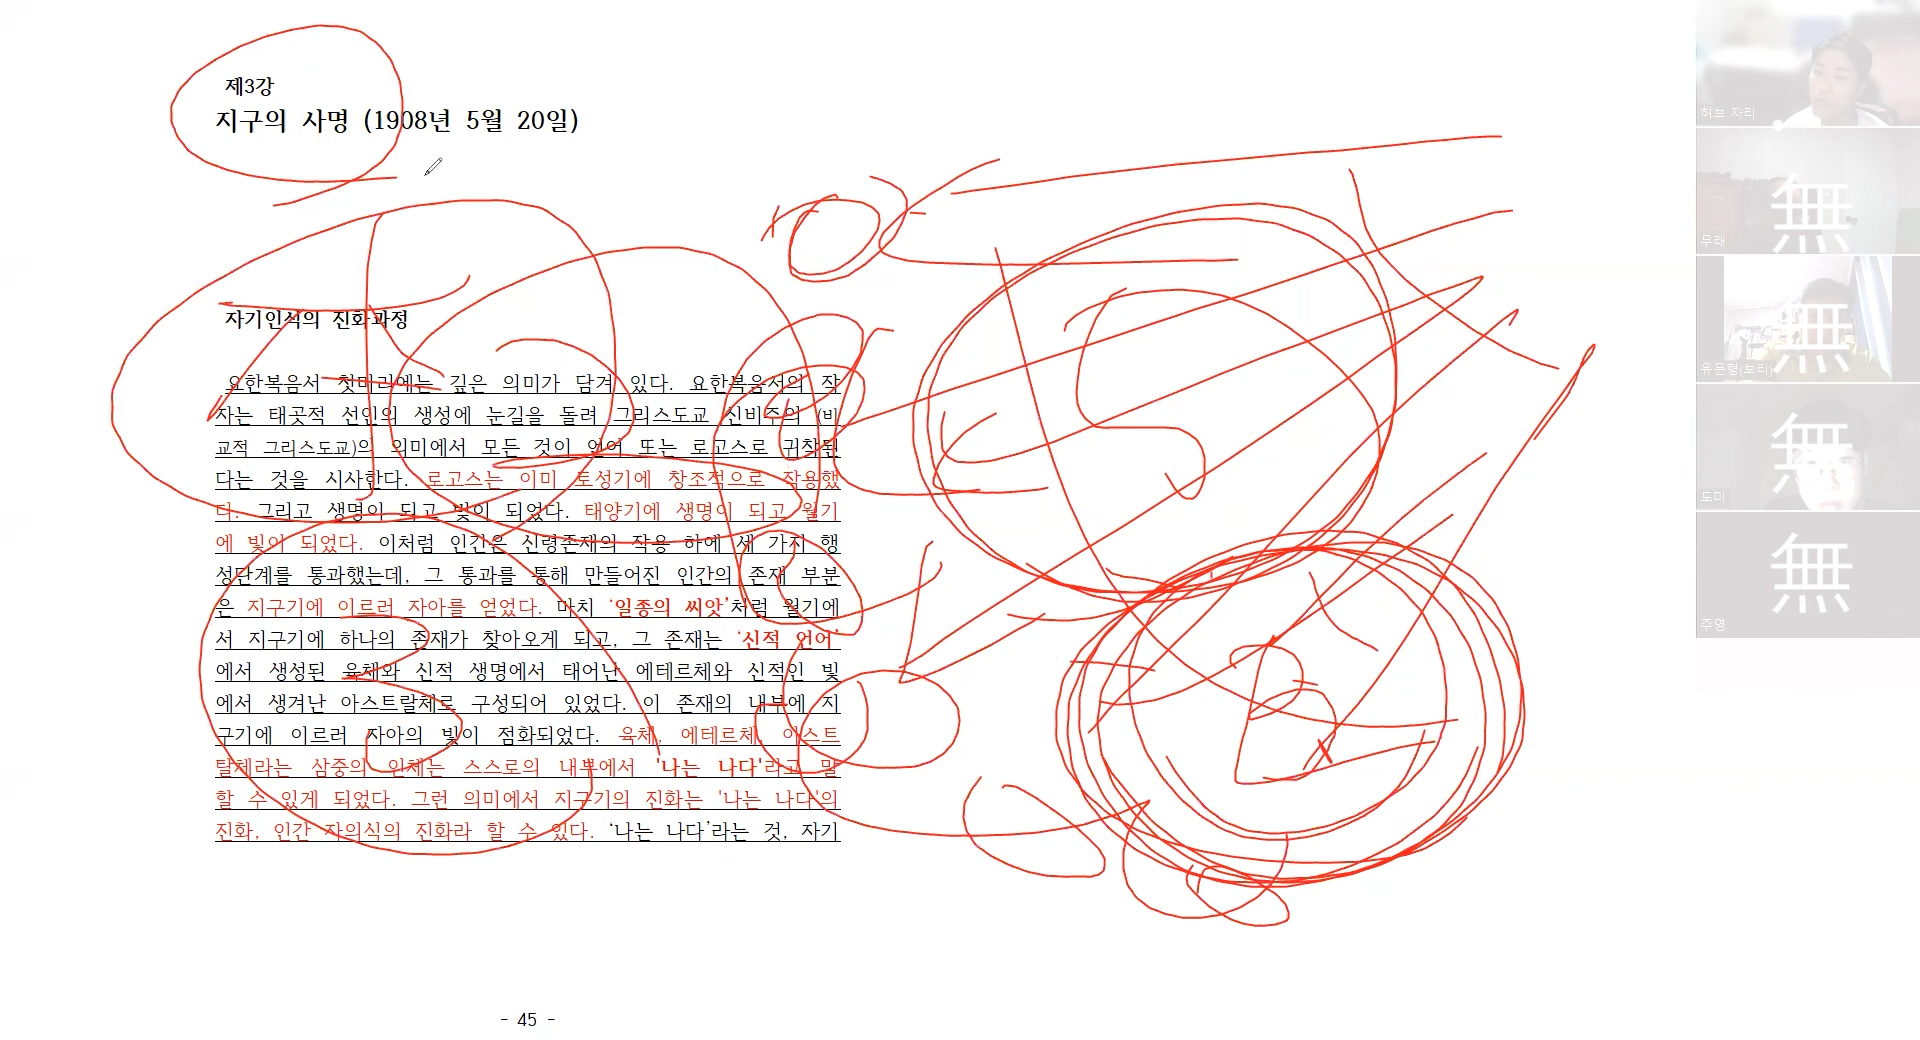 제3강
지구의 사명 (1908년 5월 20일)
자기인식의 진화과정
요한복음서 첫머리에는 깊은 의미가 담겨 있다. 요한복음서의 작
자는 태곳적 선인의 생성에 눈길을 돌려 그리스도교 신비주의 (비
교적 그리스도교)의 의미에서 모든 것이 언어 또는 로고스로 귀착된
다는 것을 시사한다. 로고스는 이미 토성기에 창조적으로 작용했
다. 그리고 생명이 되고 빛이 되었다. 태양기에 생명이 되고 월기
에 빛이 되었다. 이처럼 인간은 신령존재의 작용 하에 세 가지 행
성단계를 통과했는데, 그 통과를 통해 만들어진 인간의 존재 부분
은 지구기에 이르러 자아를 얻었다. 마치 '일종의 씨앗'처럼 월기에
서 지구기에 하나의 존재가 찾아오게 되고, 그 존재는 '신적 언어'
에서 생성된 육체와 신적 생명에서 태어난 에테르체와 신적인 빛
에서 생겨난 아스트랄체로 구성되어 있었다. 이 존재의 내부에 지
구기에 이르러 자아의 빛이 점화되었다. 육체, 에테르체, 아스트
랄체라는 삼중의 인체는 스스로의 내부에서 '나는 나다'라고 말
할 수 있게 되었다. 그런 의미에서 지구기의 진화는 '나는 나다'의
진화, 인간 자의식의 진화라 할 수 있다. '나는 나다'라는 것, 자기
- 45 -
허브 자리
無
무래
無
유문형(보리)
無
도미
無
주영